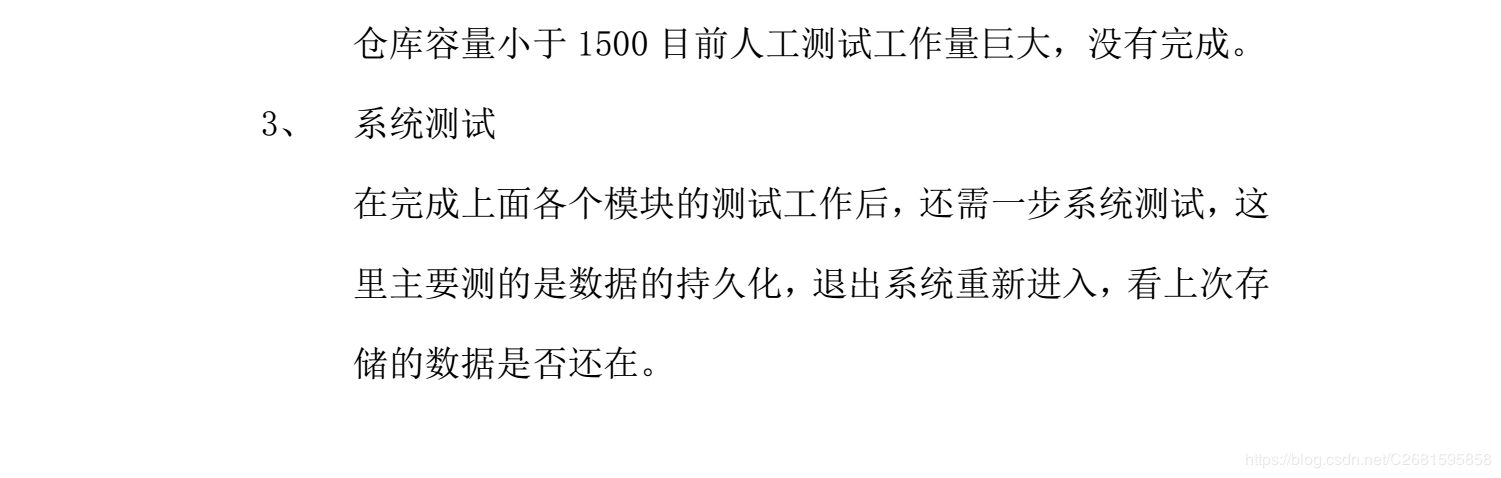 仓库容量小于 1500 目前人工测试工作量巨大，没有完成。
3、 系统测试
在完成上面各个模块的测试工作后，还需一步系统测试，这
里主要测的是数据的持久化，退出系统重新进入，看上次存
储的数据是否还在。
https://blog.csdn.net/C2681595858